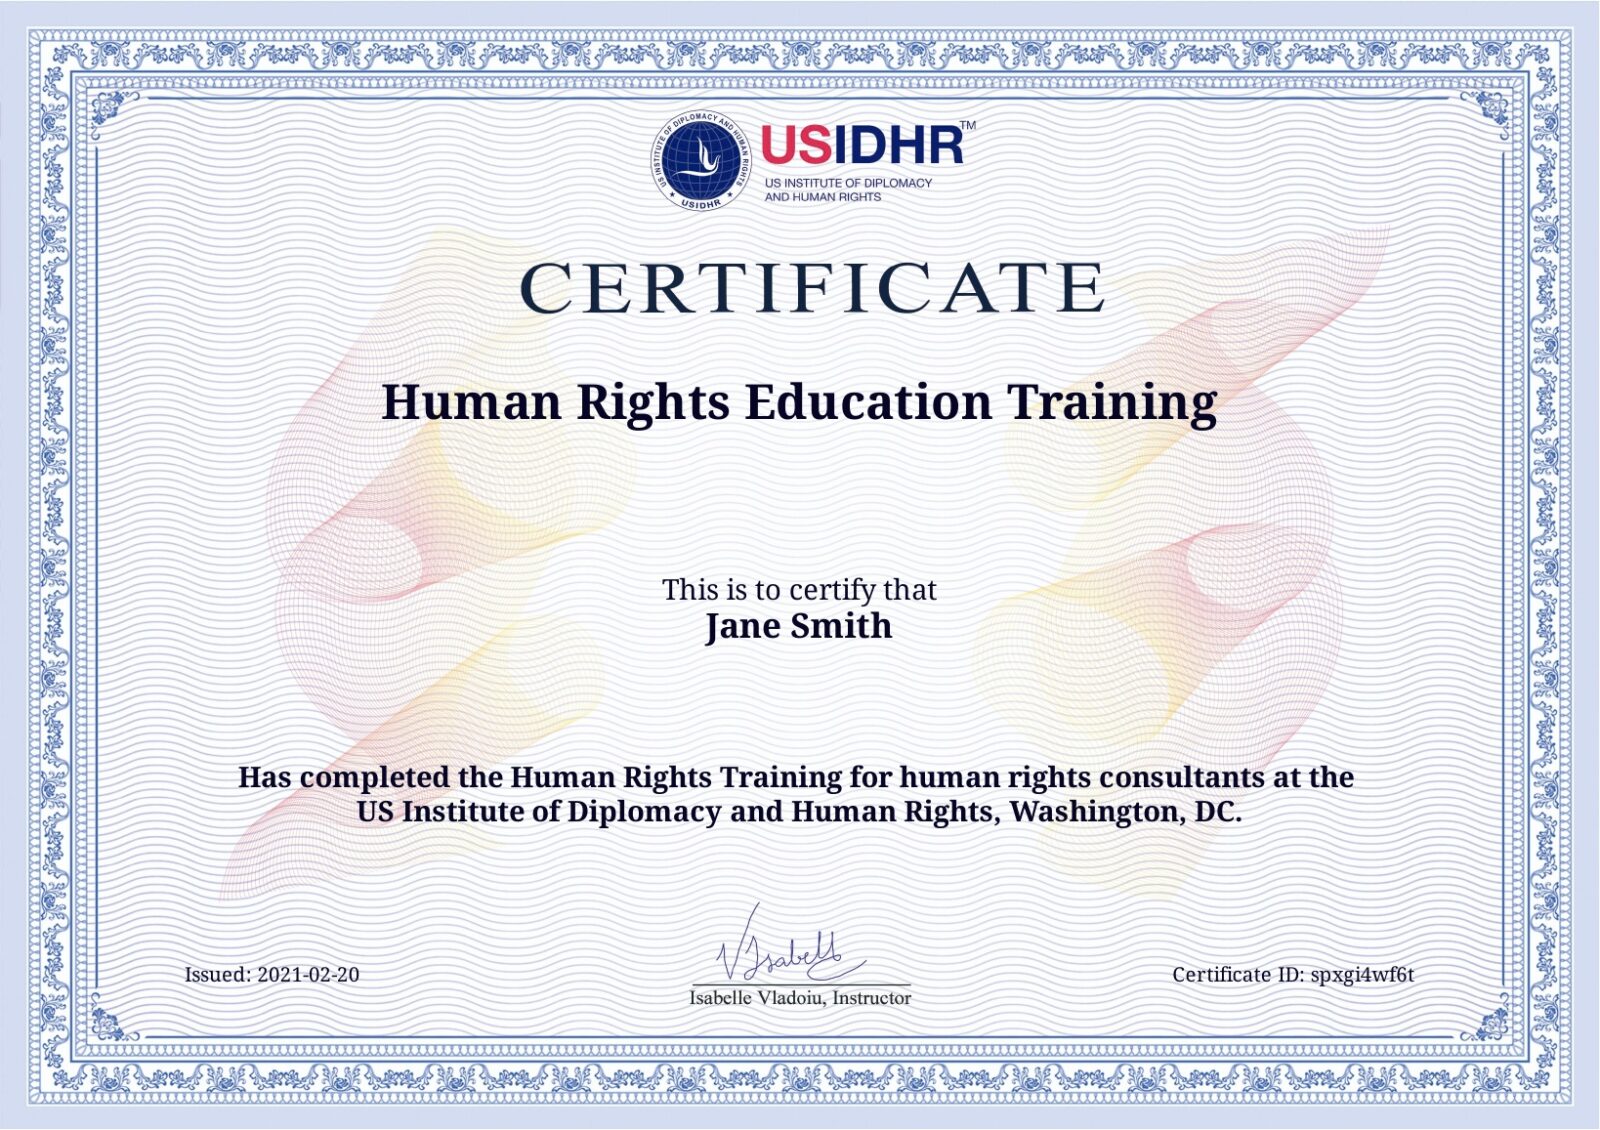 US INSTITUTE OF DIPLOMACY AND HUMAN RIGHTS
USIDHR
USIDHR™
US INSTITUTE OF DIPLOMACY
AND HUMAN RIGHTS
CERTIFICATE
Human Rights Education Training
This is to certify that
Jane Smith
Has completed the Human Rights Training for human rights consultants at the
US Institute of Diplomacy and Human Rights, Washington, DC.
V Isabell
Issued: 2021-02-20
Isabelle Vladoiu, Instructor
Certificate ID: spxgi4wf6t